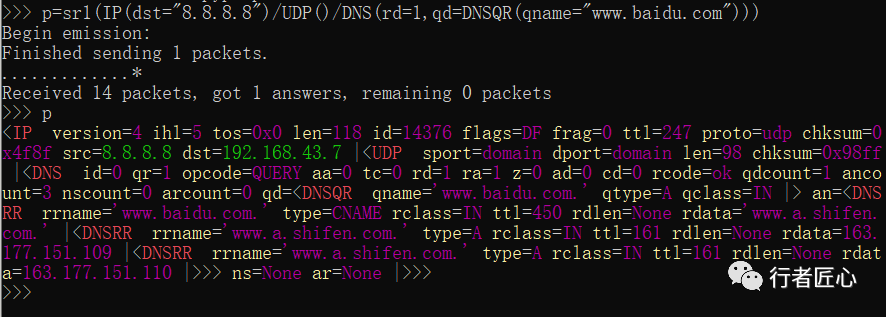 >>> p=sr1(IP(dst="8.8.8.8")/UDP()/DNS(rd=1,qd=DNSQR(qname="www.baidu.com")))
Begin emission:
Finished sending 1 packets.
.............*
Received 14 packets, got 1 answers, remaining 0 packets
>>> p
<IP  version=4 ihl=5 tos=0x0 len=118 id=14376 flags=DF frag=0 ttl=247 proto=udp chksum=0
x4f8f src=8.8.8.8 dst=192.168.43.7 |<UDP  sport=domain dport=domain len=98 chksum=0x98ff
 |<DNS  id=0 qr=1 opcode=QUERY aa=0 tc=0 rd=1 ra=1 z=0 ad=0 cd=0 rcode=ok qdcount=1 ancou
nt=3 nscount=0 arcount=0 qd=<DNSQR  qname='www.baidu.com.' qtype=A qclass=IN |> an=<DNS
RR  rrname='www.baidu.com.' type=CNAME rclass=IN ttl=450 rdlen=None rdata='www.a.shifen.
com.' |<DNSRR  rrname='www.a.shifen.com.' type=A rclass=IN ttl=161 rdlen=None rdata=163.
177.151.109 |<DNSRR  rrname='www.a.shifen.com.' type=A rclass=IN ttl=161 rdlen=None rdat
a=163.177.151.110 |>>> ns=None ar=None |>>>
>>>
行者匠心